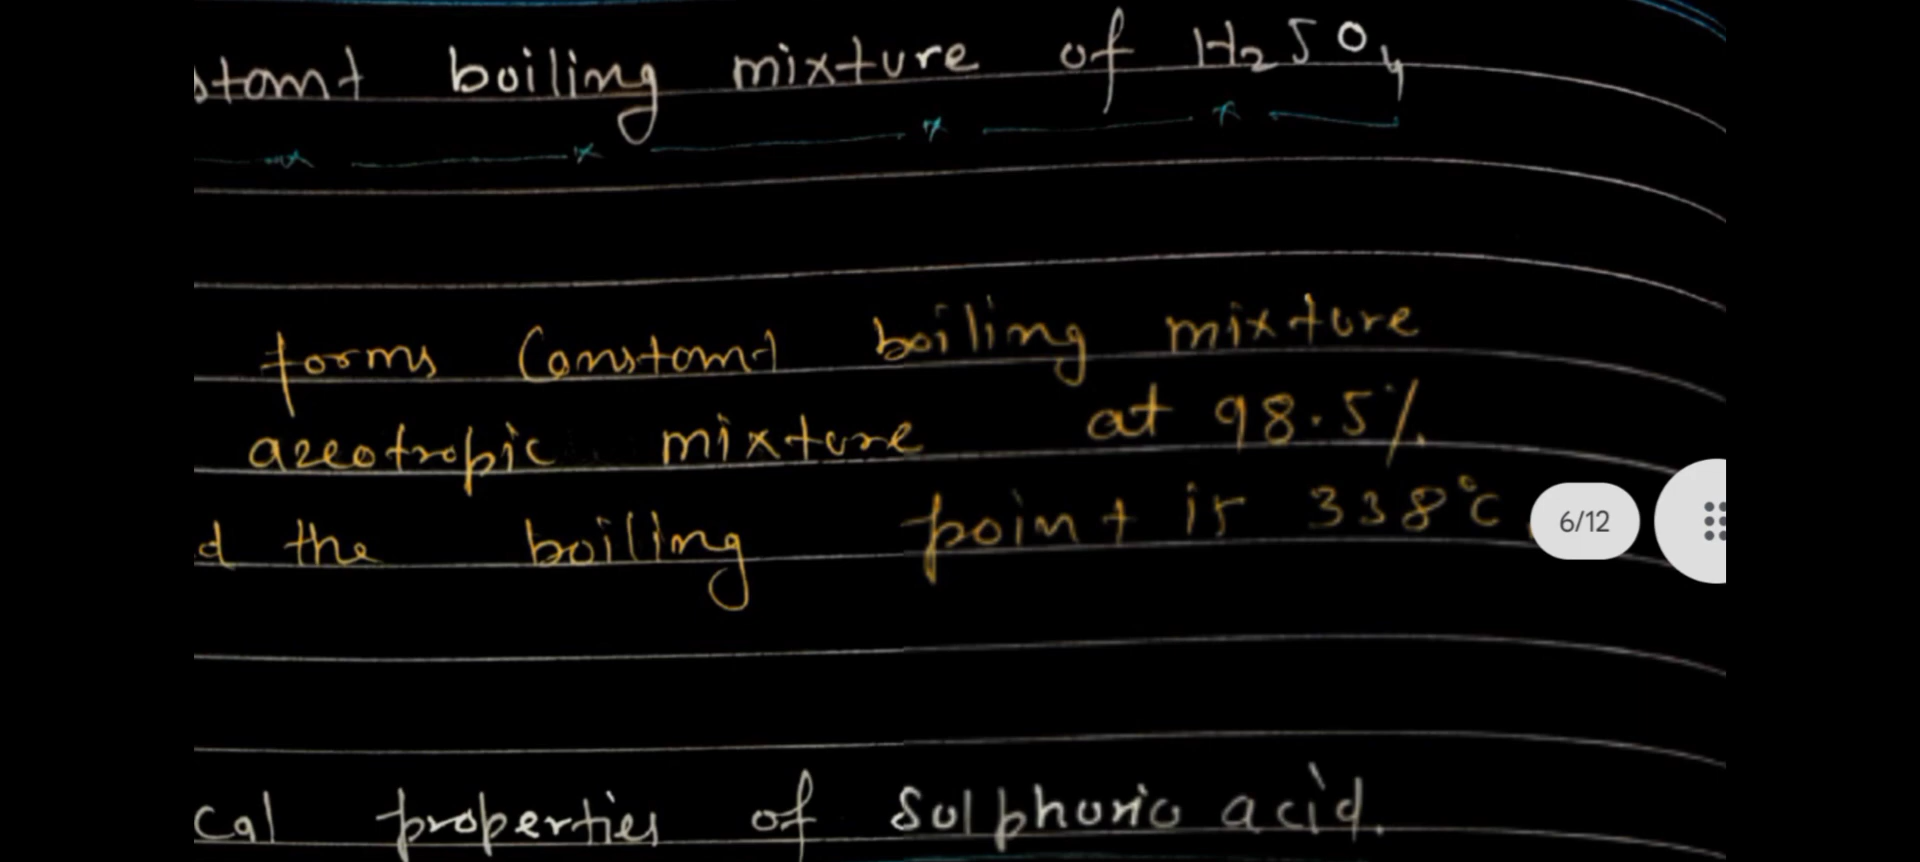 stant boiling mixture of H2SO4
forms Constant boiling mixture
azeotropic mixture at 98.5%
d the boiling point is 338°C
6/12
cal properties of Sulphuric acid.